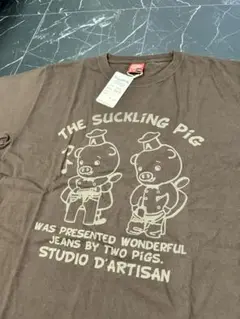 THE SUCKLING PiG
A
A
WAS PRESENTED WONDERFUL
JEANS BY TWO PiGS.
STUDIO D'ARTISAN